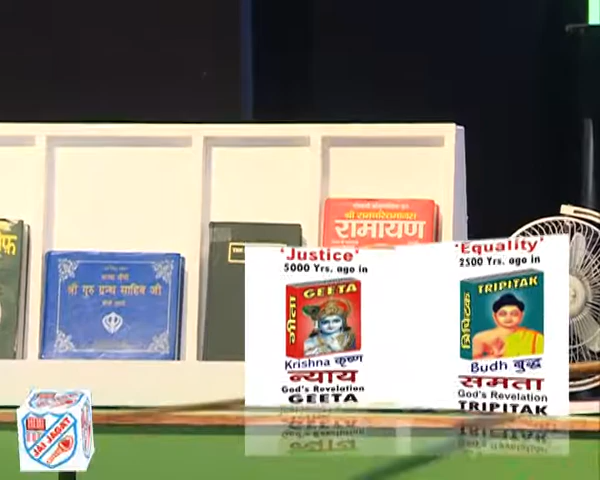 रामायण
श्री गुरु ग्रन्थ साहिब जी
'Justice'
5000 Yrs. ago in
GEETA
गीता
Krishna कृष्ण
न्याय
God's Revelation
GEETA
'Equality'
2500 Yrs. ago in
TRIPITAK
त्रिपिटक
Budh बुद्ध
समता
God's Revelation
TRIPITAK
JAI JAGAT